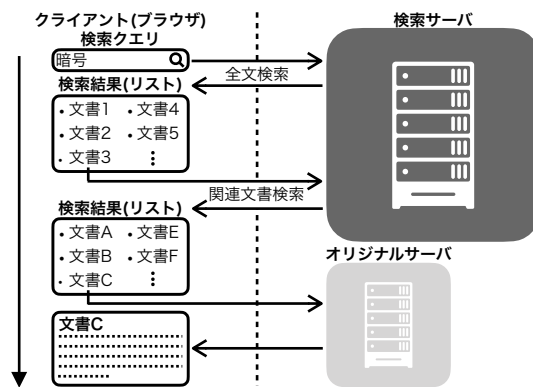 クライアント(ブラウザ)
検索クエリ
暗号
検索結果(リスト)
・文書1 ・文書4
・文書2 ・文書5
・文書3 ⋮
検索サーバ
全文検索
関連文書検索
検索結果(リスト)
・文書A ・文書E
・文書B ・文書F
・文書C ⋮
オリジナルサーバ
文書C